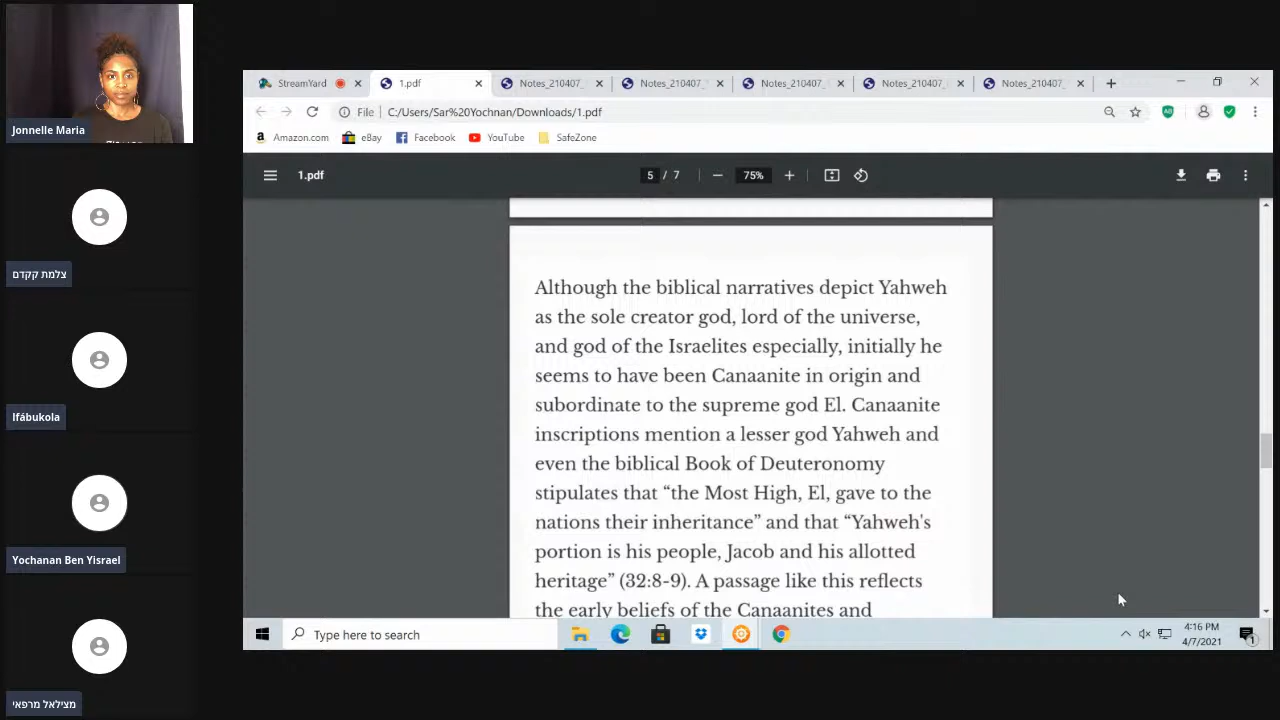 Jonnelle Maria
צלמת קקדם
Ifábukola
Yochanan Ben Yisrael
מצילאל מרפאי
StreamYard
1.pdf
Notes_210407_
Notes_210407_
Notes_210407_
Notes_210407_
Notes_210407_
File | C:/Users/Sar%20Yochnan/Downloads/1.pdf
Amazon.com eBay Facebook YouTube SafeZone
1.pdf 5 / 7 75%
Although the biblical narratives depict Yahweh
as the sole creator god, lord of the universe,
and god of the Israelites especially, initially he
seems to have been Canaanite in origin and
subordinate to the supreme god El. Canaanite
inscriptions mention a lesser god Yahweh and
even the biblical Book of Deuteronomy
stipulates that “the Most High, El, gave to the
nations their inheritance” and that “Yahweh's
portion is his people, Jacob and his allotted
heritage” (32:8-9). A passage like this reflects
the early beliefs of the Canaanites and
Type here to search
4:16 PM
4/7/2021
1